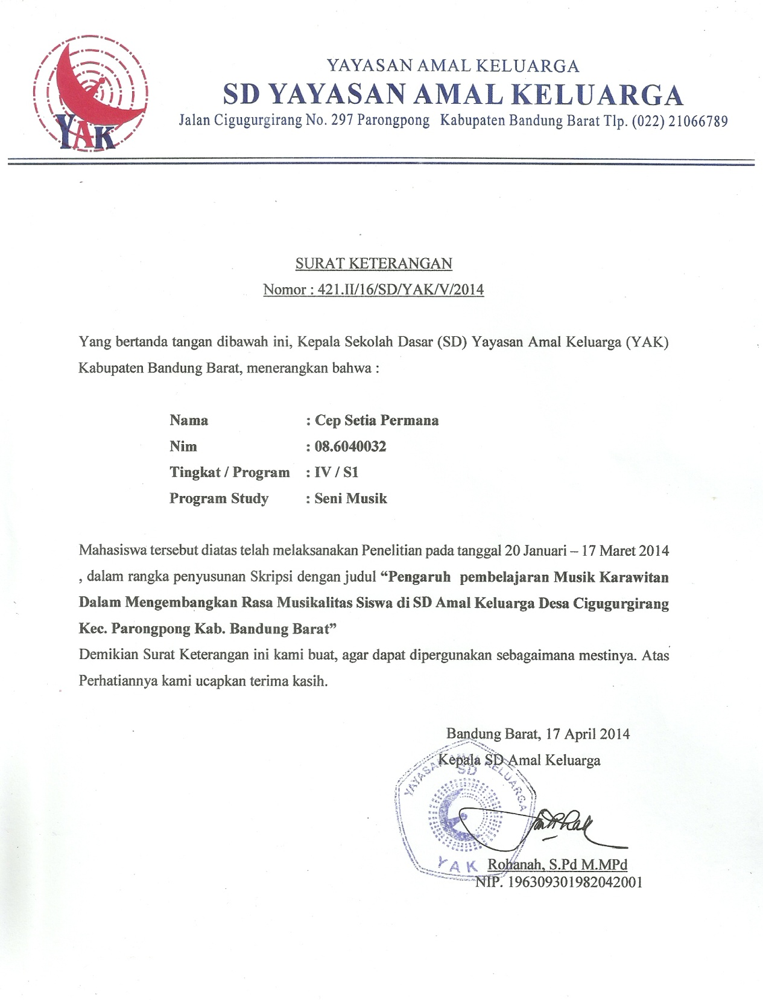 YAK
YAYASAN AMAL KELUARGA
SD YAYASAN AMAL KELUARGA
Jalan Cigugurgirang No. 297 Parongpong Kabupaten Bandung Barat Tlp. (022) 21066789
SURAT KETERANGAN
Nomor : 421.II/16/SD/YAK/V/2014
Yang bertanda tangan dibawah ini, Kepala Sekolah Dasar (SD) Yayasan Amal Keluarga (YAK)
Kabupaten Bandung Barat, menerangkan bahwa :
Nama : Cep Setia Permana
Nim : 08.6040032
Tingkat / Program : IV / S1
Program Study : Seni Musik
Mahasiswa tersebut diatas telah melaksanakan Penelitian pada tanggal 20 Januari – 17 Maret 2014
, dalam rangka penyusunan Skripsi dengan judul “Pengaruh pembelajaran Musik Karawitan
Dalam Mengembangkan Rasa Musikalitas Siswa di SD Amal Keluarga Desa Cigugurgirang
Kec. Parongpong Kab. Bandung Barat”
Demikian Surat Keterangan ini kami buat, agar dapat dipergunakan sebagaimana mestinya. Atas
Perhatiannya kami ucapkan terima kasih.
Bandung Barat, 17 April 2014
Kepala SD Amal Keluarga
YAYASAN AMAL KELUARGA
SD
YAK
Rohanah, S.Pd M.MPd
NIP. 196309301982042001